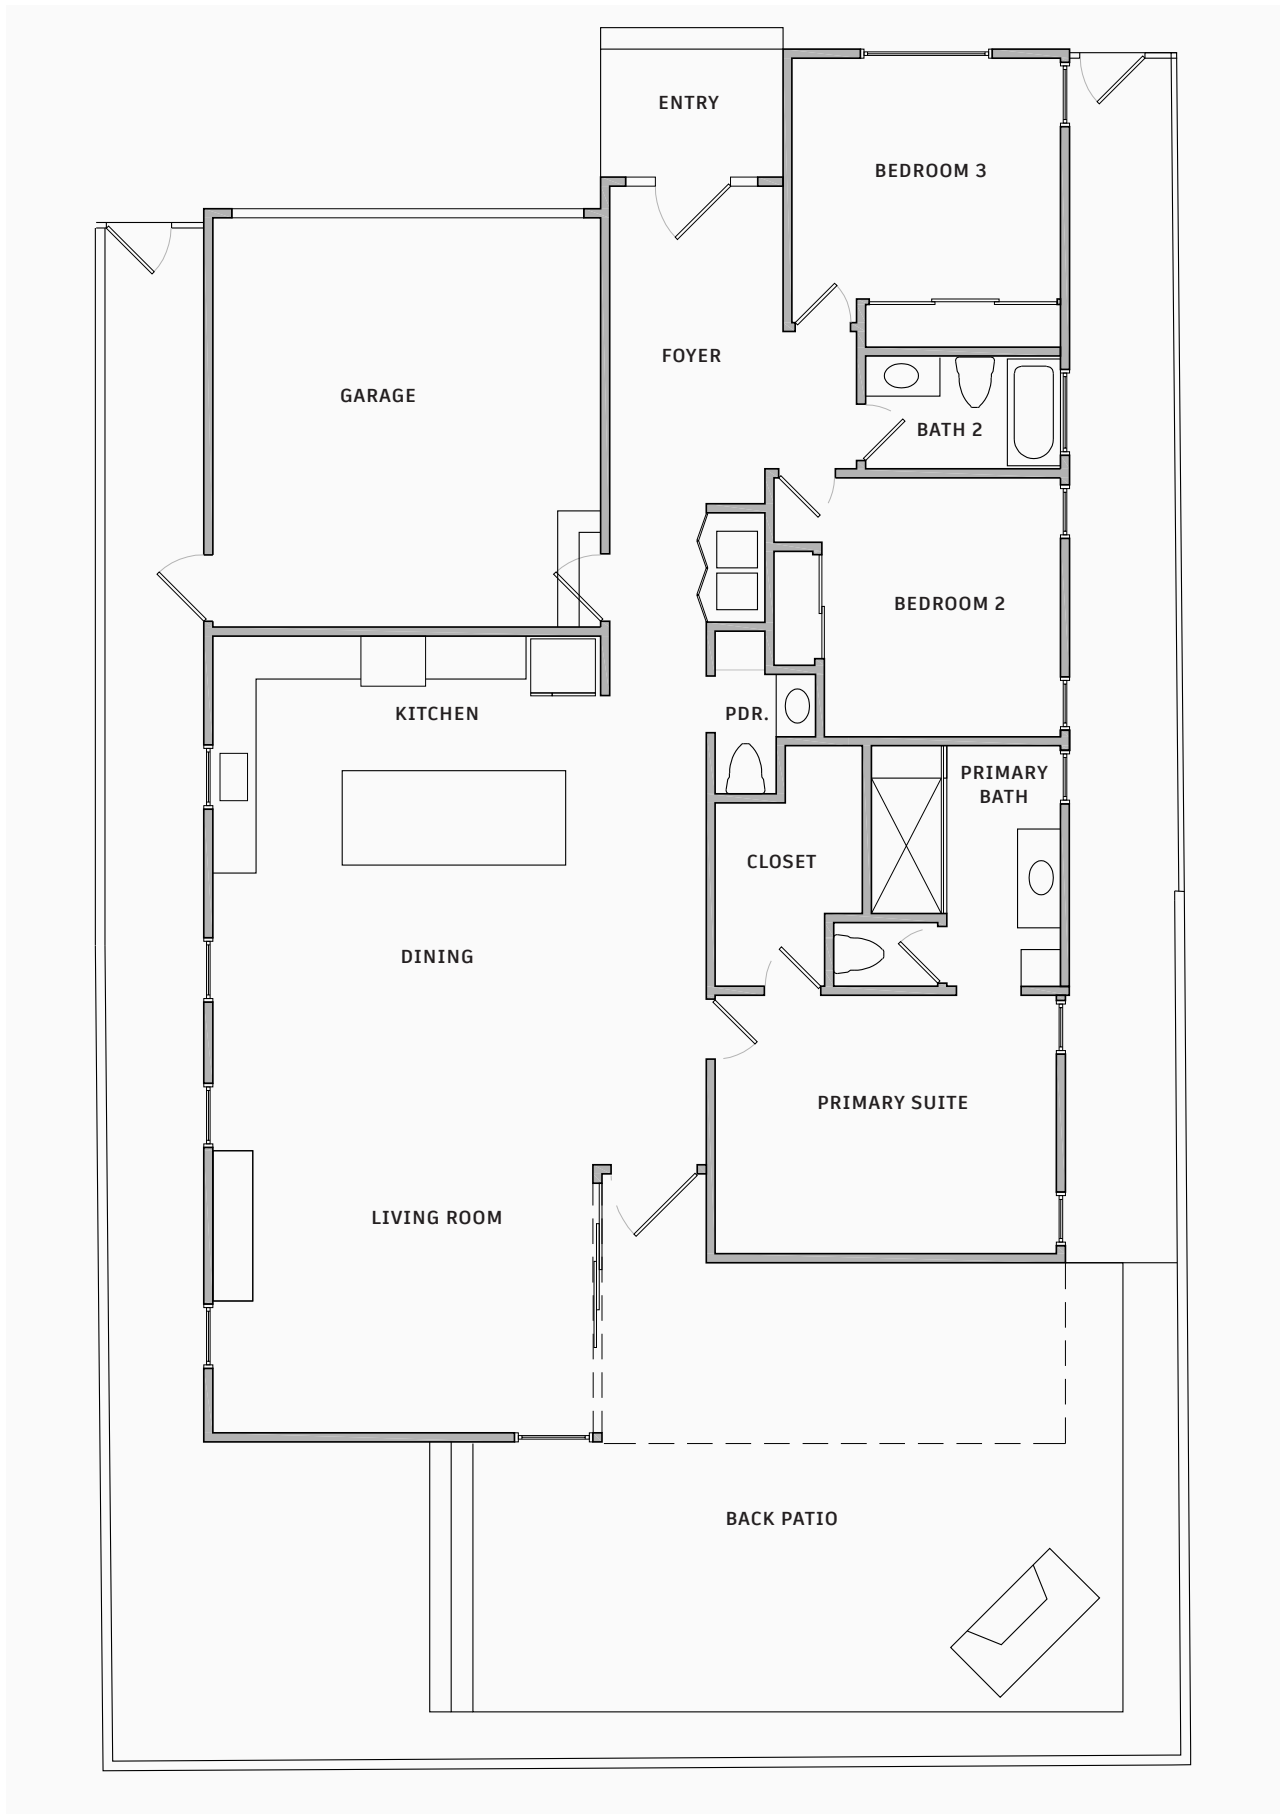 ENTRY
BEDROOM 3
FOYER
GARAGE
BATH 2
BEDROOM 2
KITCHEN
PDR.
PRIMARY
BATH
CLOSET
DINING
PRIMARY SUITE
LIVING ROOM
BACK PATIO